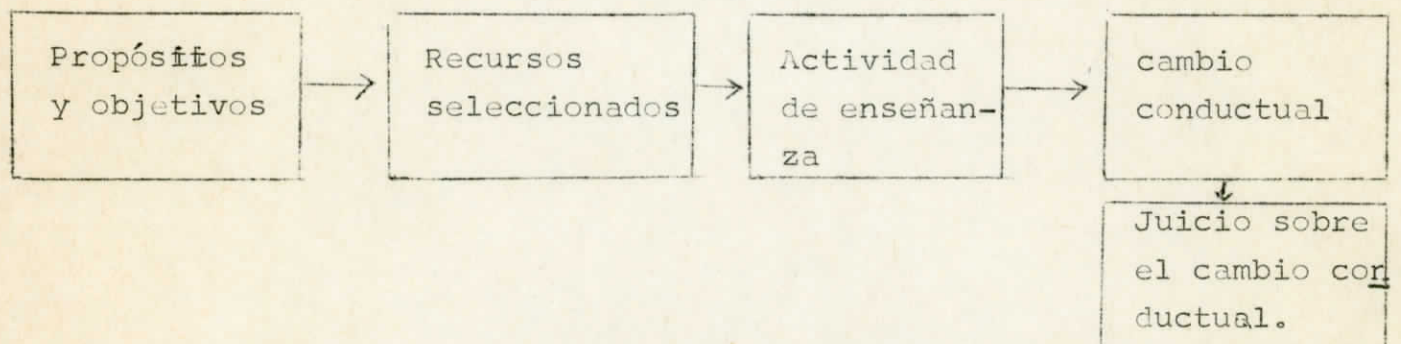 Propósitos
y objetivos
Recursos
seleccionados
Actividad
de enseñan-
za
cambio
conductual
Juicio sobre
el cambio con
ductual.